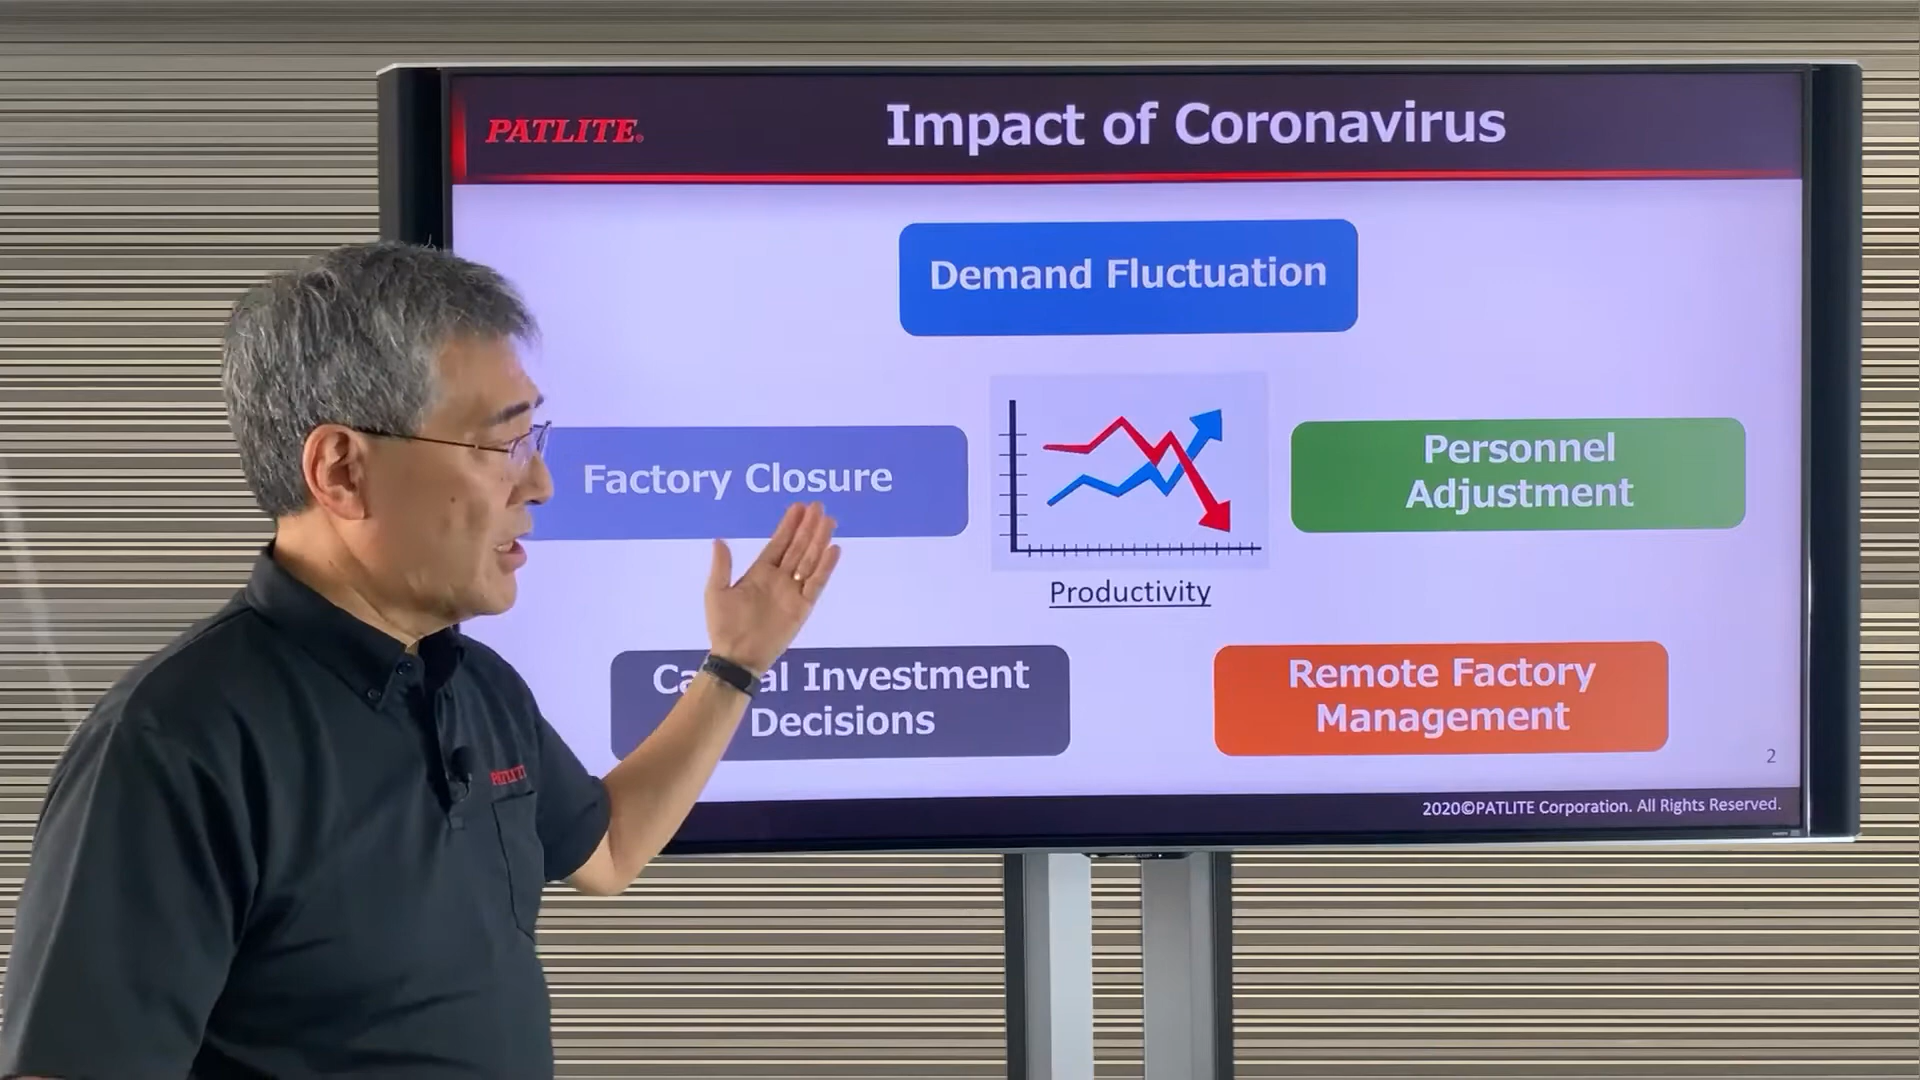 PATLITE
Impact of Coronavirus
Demand Fluctuation
Factory Closure
Personnel
Adjustment
Productivity
Investment
Decisions
Remote Factory
Management
2
2020©PATLITE Corporation. All Rights Reserved.
PATLITE